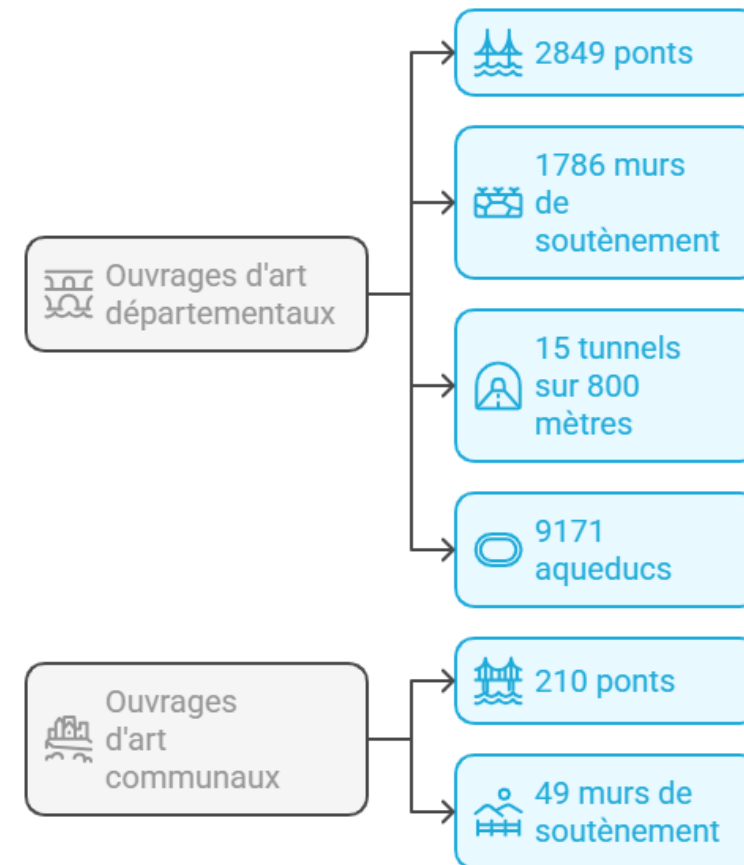 2849 ponts
1786 murs
de
soutènement
Ouvrages d'art
départementaux
15 tunnels
sur 800
mètres
9171
aqueducs
Ouvrages
d'art
communaux
210 ponts
49 murs de
soutènement